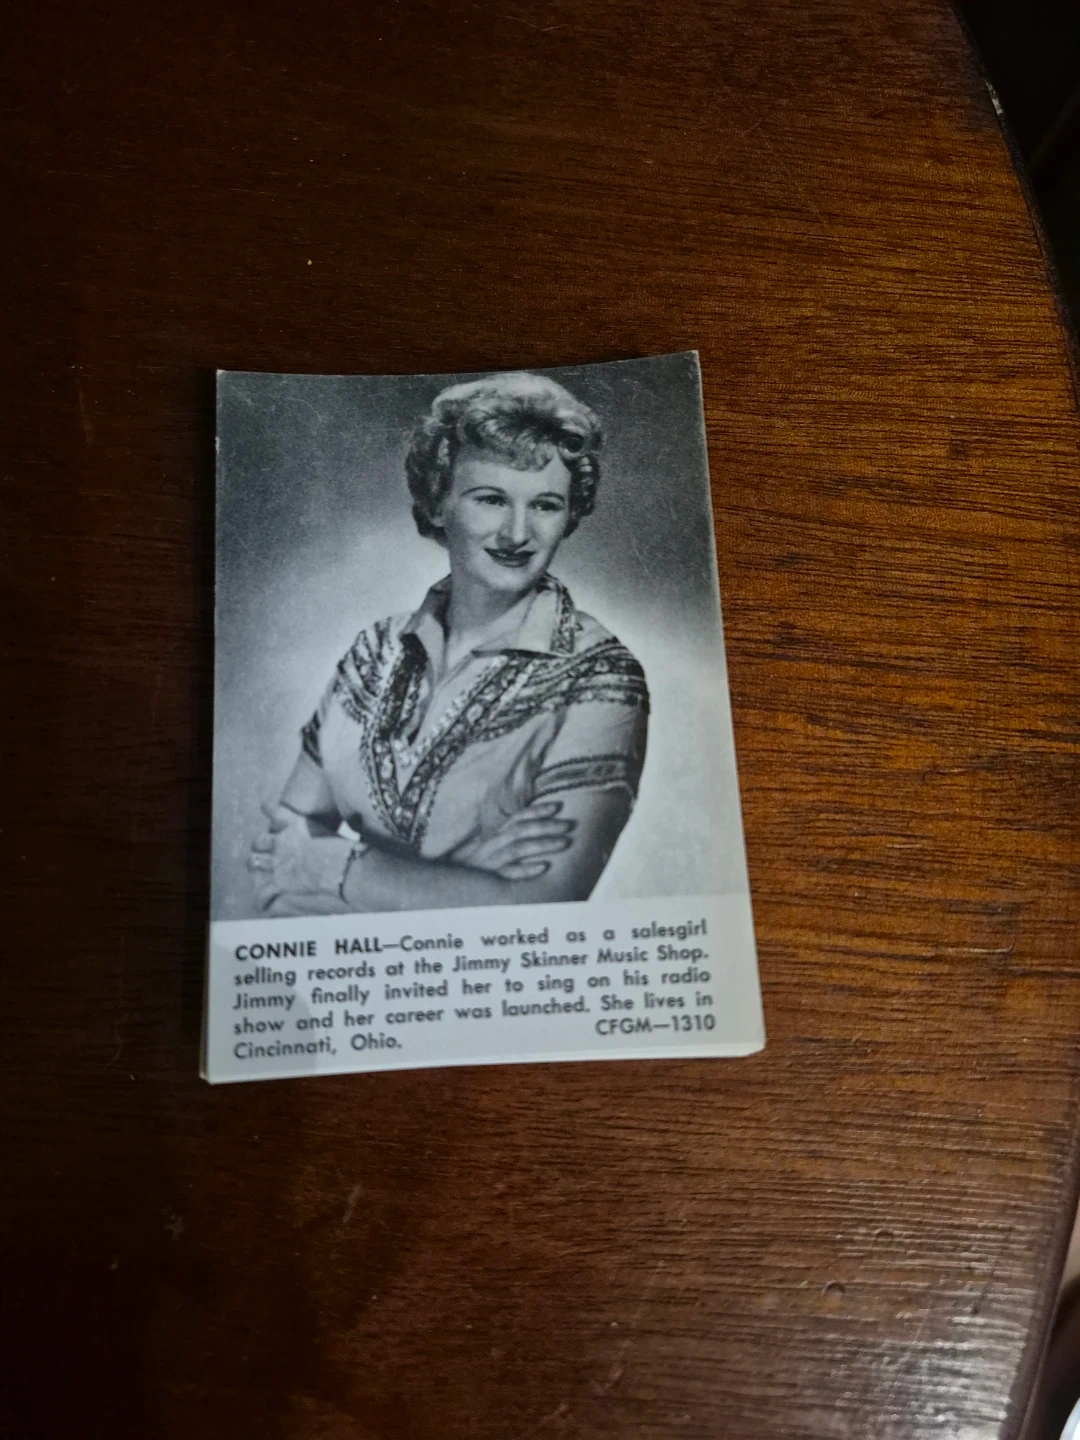 CONNIE HALL—Connie worked as a salesgirl
selling records at the Jimmy Skinner Music Shop.
Jimmy finally invited her to sing on his radio
show and her career was launched. She lives in
Cincinnati, Ohio. CFGM—1310